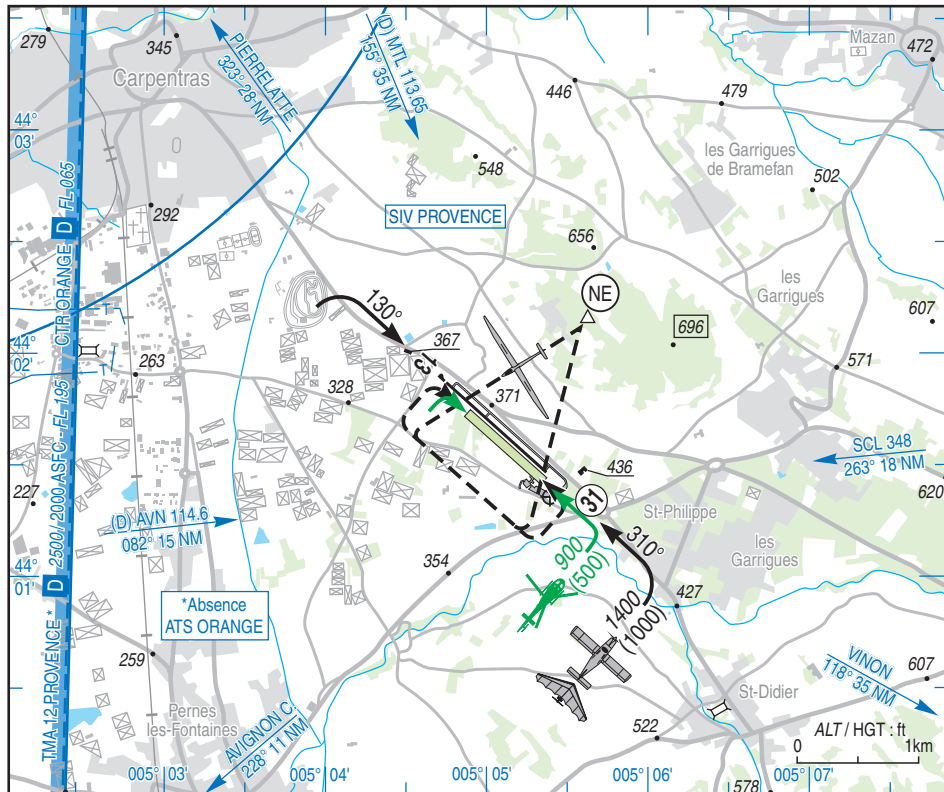 279
345
Carpentras
PIERRELATTE
323° 28 NM
(D) MTL 113.65
155° 35 NM
Mazan
472
446
479
44°
03'
548
les Garrigues
de Bramefan
502
292
SIV PROVENCE
656
CTR ORANGE D FL 065
NE
les
Garrigues
607
130°
367
696
44°
02'
263
13
371
571
328
TMA 12 PROVENCE* D 2500 / 2000 ASFC - FL 195
436
SCL 348
263° 18 NM
620
227
31
St-Philippe
(D) AVN 114.6
082° 15 NM
310°
les
Garrigues
900
(500)
354
44°
01'
427
*Absence
ATS ORANGE
1400
(1000)
259
VINON
118° 35 NM
607
St-Didier
Pernes
les-Fontaines
AVIGNON C.
228° 11 NM
522
ALT / HGT : ft
0 1km
005° 03'
005° 04'
005° 05'
005° 06'
005° 07'
578